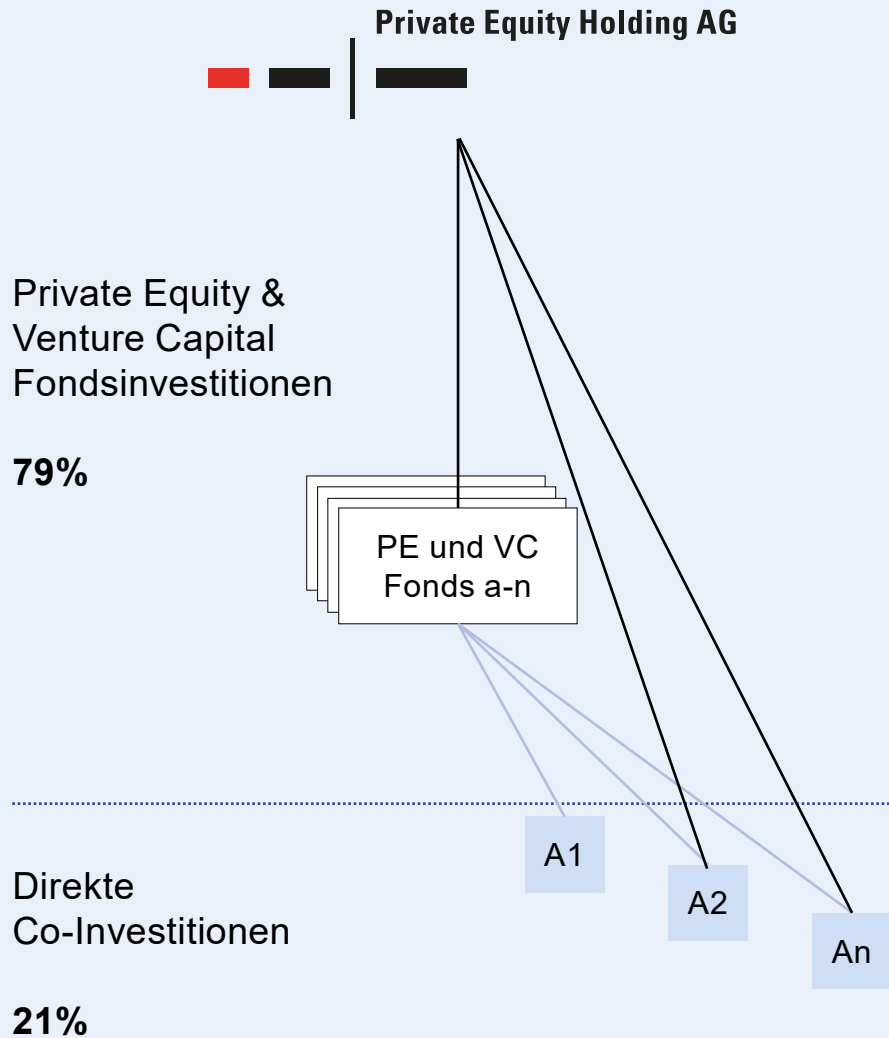 Private Equity Holding AG
Private Equity &
Venture Capital
Fondsinvestitionen
79%
PE und VC
Fonds a-n
A1
A2
An
Direkte
Co-Investitionen
21%